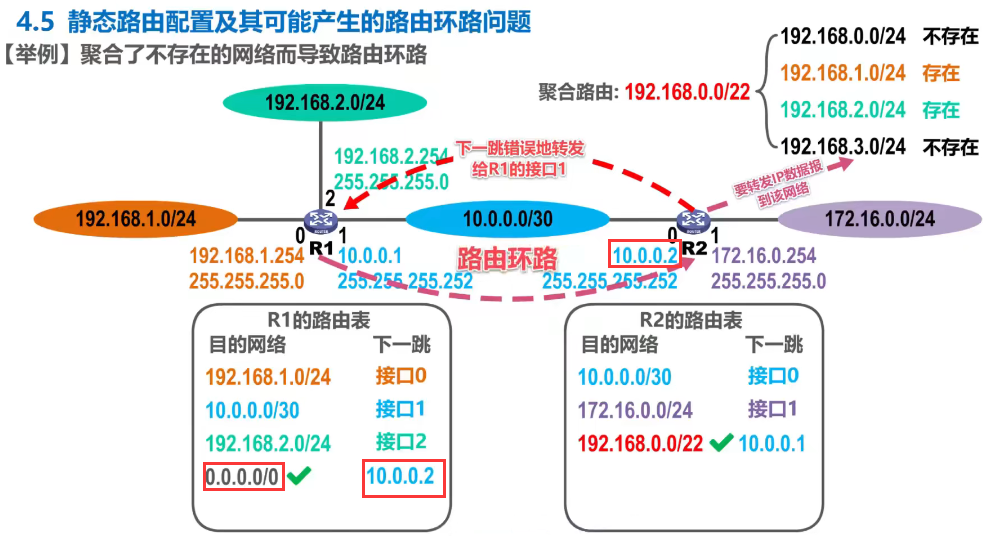 4.5 静态路由配置及其可能产生的路由环路问题
【举例】聚合了不存在的网络而导致路由环路
聚合路由: 192.168.0.0/22
192.168.0.0/24 不存在
192.168.1.0/24 存在
192.168.2.0/24 存在
192.168.3.0/24 不存在
192.168.2.0/24
192.168.2.254
255.255.255.0
下一跳错误地转发
给R1的接口1
要转发IP数据报
到该网络
2
192.168.1.0/24
10.0.0.0/30
172.16.0.0/24
0
R1
1
0
R2
1
192.168.1.254
255.255.255.0
10.0.0.1
255.255.255.252
路由环路
10.0.0.2
255.255.255.252
172.16.0.254
255.255.255.0
R1的路由表
目的网络 下一跳
192.168.1.0/24 接口0
10.0.0.0/30 接口1
192.168.2.0/24 接口2
0.0.0.0/0 10.0.0.2
R2的路由表
目的网络 下一跳
10.0.0.0/30 接口0
172.16.0.0/24 接口1
192.168.0.0/22 10.0.0.1